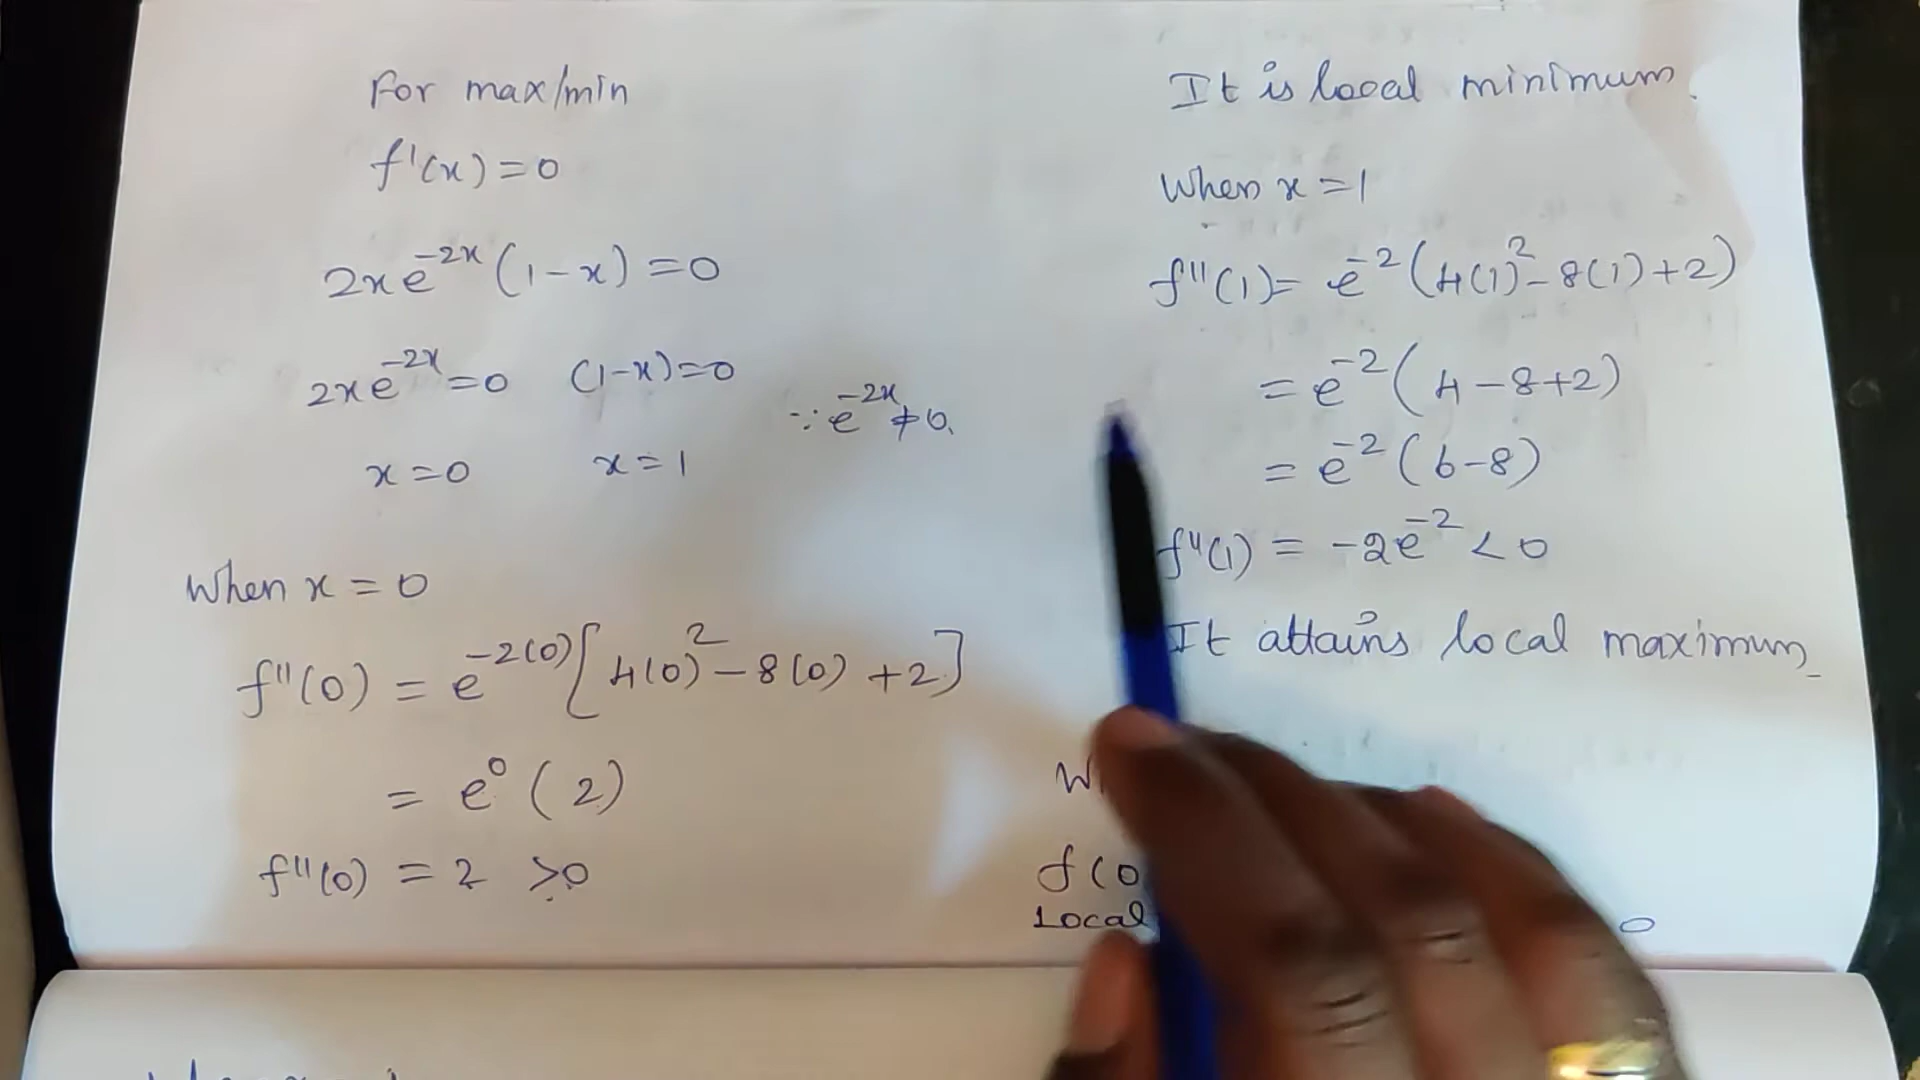 For max/min
f'(x) = 0
2xe^{-2x}(1-x) = 0
2xe^{-2x} = 0 (1-x) = 0
∵ e^{-2x} ≠ 0.
x = 0 x = 1
When x = 0
f''(0) = e^{-2(0)}[4(0)^2 - 8(0) + 2]
= e^0 (2)
f''(0) = 2 > 0
It is local minimum.
When x = 1
f''(1) = e^{-2}(4(1)^2 - 8(1) + 2)
= e^{-2}(4 - 8 + 2)
= e^{-2}(6 - 8)
f''(1) = -2e^{-2} < 0
It attains local maximum
f(0
Local 0